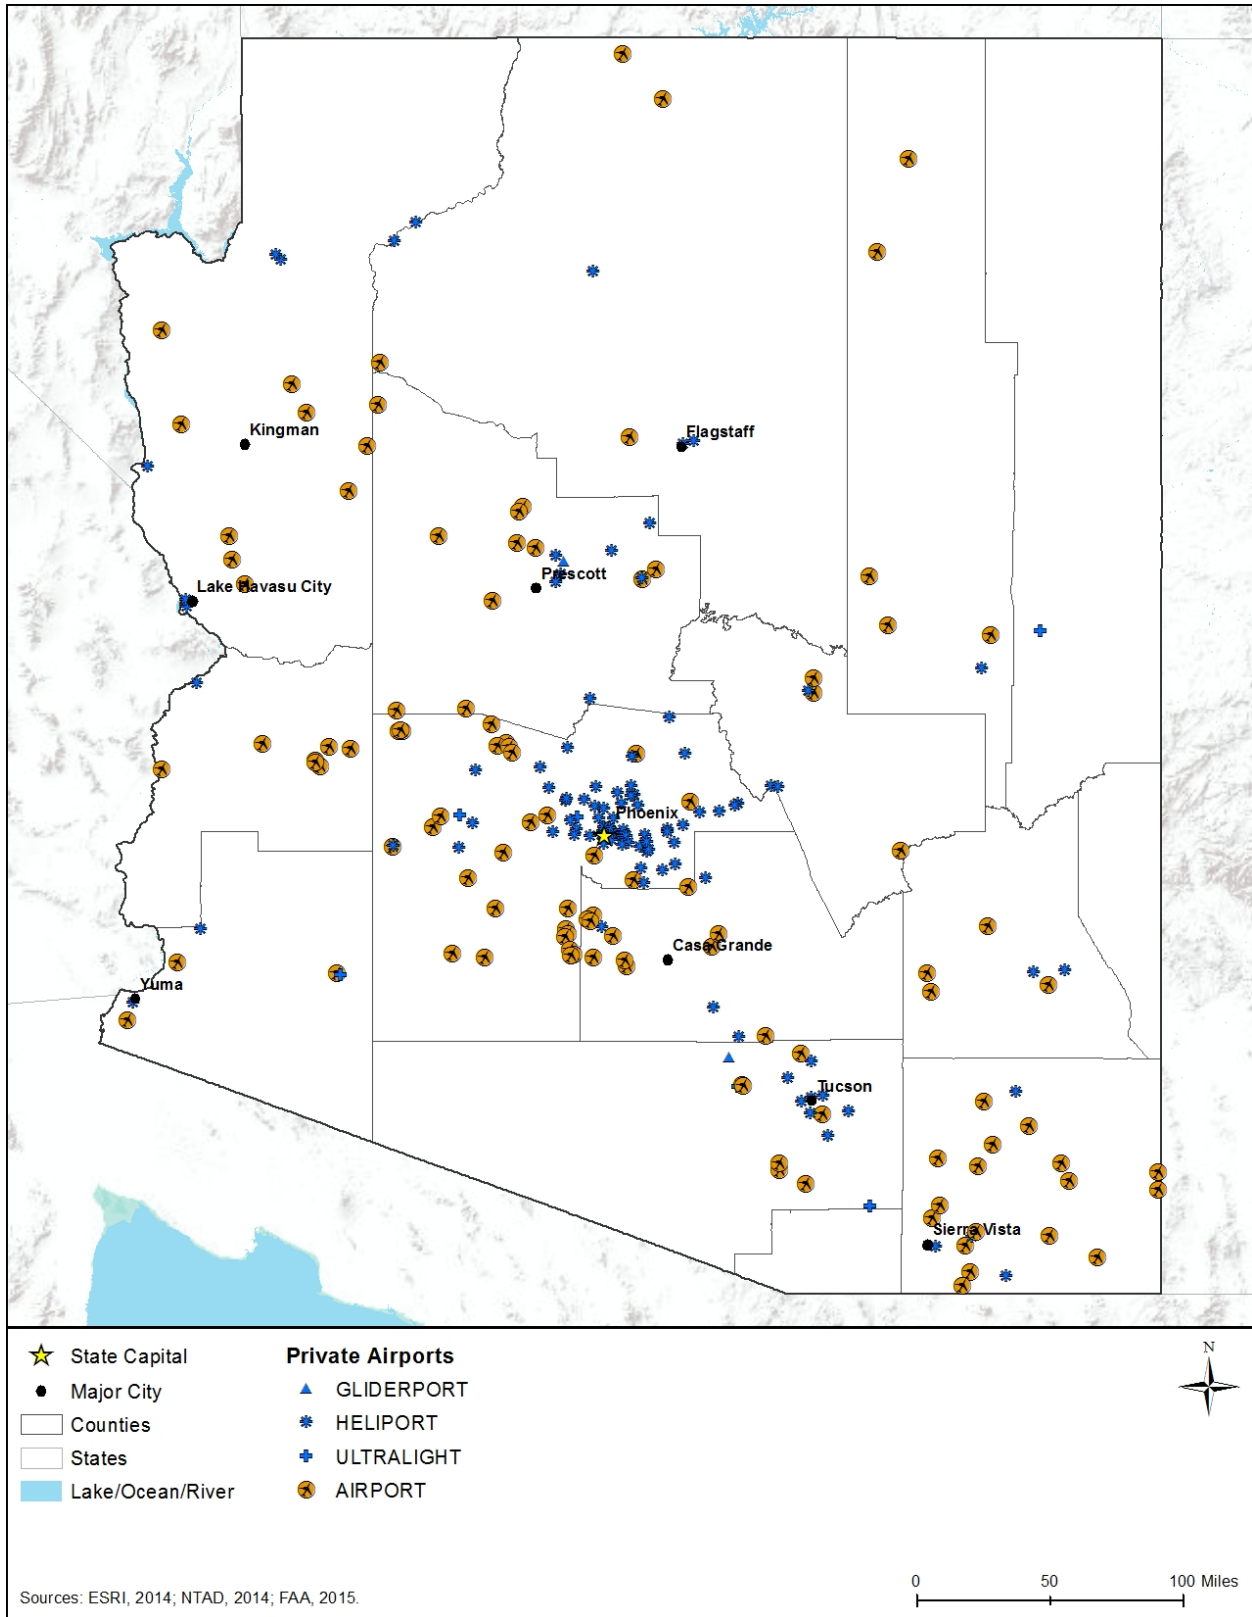 Kingman
Flagstaff
Prescott
Lake Havasu City
Phoenix
Casa Grande
Yuma
Tucson
Sierra Vista
State Capital
Major City
Counties
States
Lake/Ocean/River
Private Airports
GLIDERPORT
HELIPORT
ULTRALIGHT
AIRPORT
N
0 50 100 Miles
Sources: ESRI, 2014; NTAD, 2014; FAA, 2015.